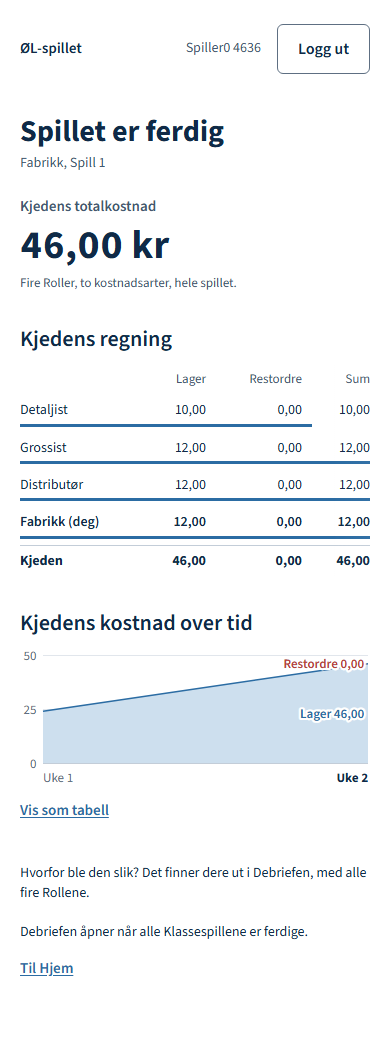 ØL-spillet
Spiller0 4636
Logg ut
Spillet er ferdig
Fabrikk, Spill 1
Kjedens totalkostnad
46,00 kr
Fire Roller, to kostnadsarter, hele spillet.
Kjedens regning
Lager Restordre Sum
Detaljist 10,00 0,00 10,00
Grossist 12,00 0,00 12,00
Distributør 12,00 0,00 12,00
Fabrikk (deg) 12,00 0,00 12,00
Kjeden 46,00 0,00 46,00
Kjedens kostnad over tid
50
Restordre 0,00
25
Lager 46,00
0
Uke 1 Uke 2
Vis som tabell
Hvorfor ble den slik? Det finner dere ut i Debriefen, med alle
fire Rollene.
Debriefen åpner når alle Klassespillene er ferdige.
Til Hjem